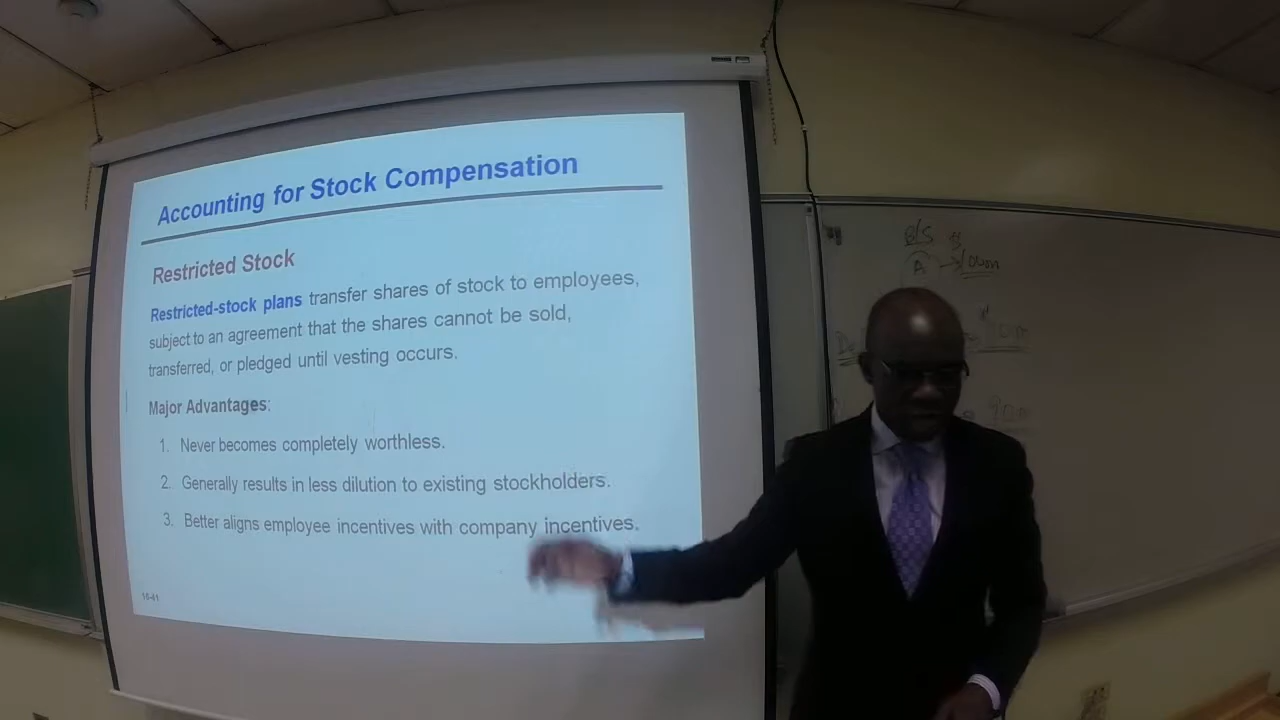 Accounting for Stock Compensation
Restricted Stock
Restricted-stock plans transfer shares of stock to employees,
subject to an agreement that the shares cannot be sold,
transferred, or pledged until vesting occurs.
Major Advantages:
1. Never becomes completely worthless.
2. Generally results in less dilution to existing stockholders.
3. Better aligns employee incentives with company incentives.
16-41
B/S
A